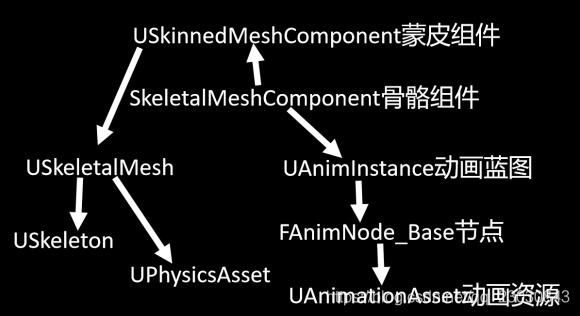 USkinnedMeshComponent蒙皮组件
SkeletalMeshComponent骨骼组件
USkeletalMesh
UAnimInstance动画蓝图
USkeleton
FAnimNode_Base节点
UPhysicsAsset
UAnimationAsset动画资源